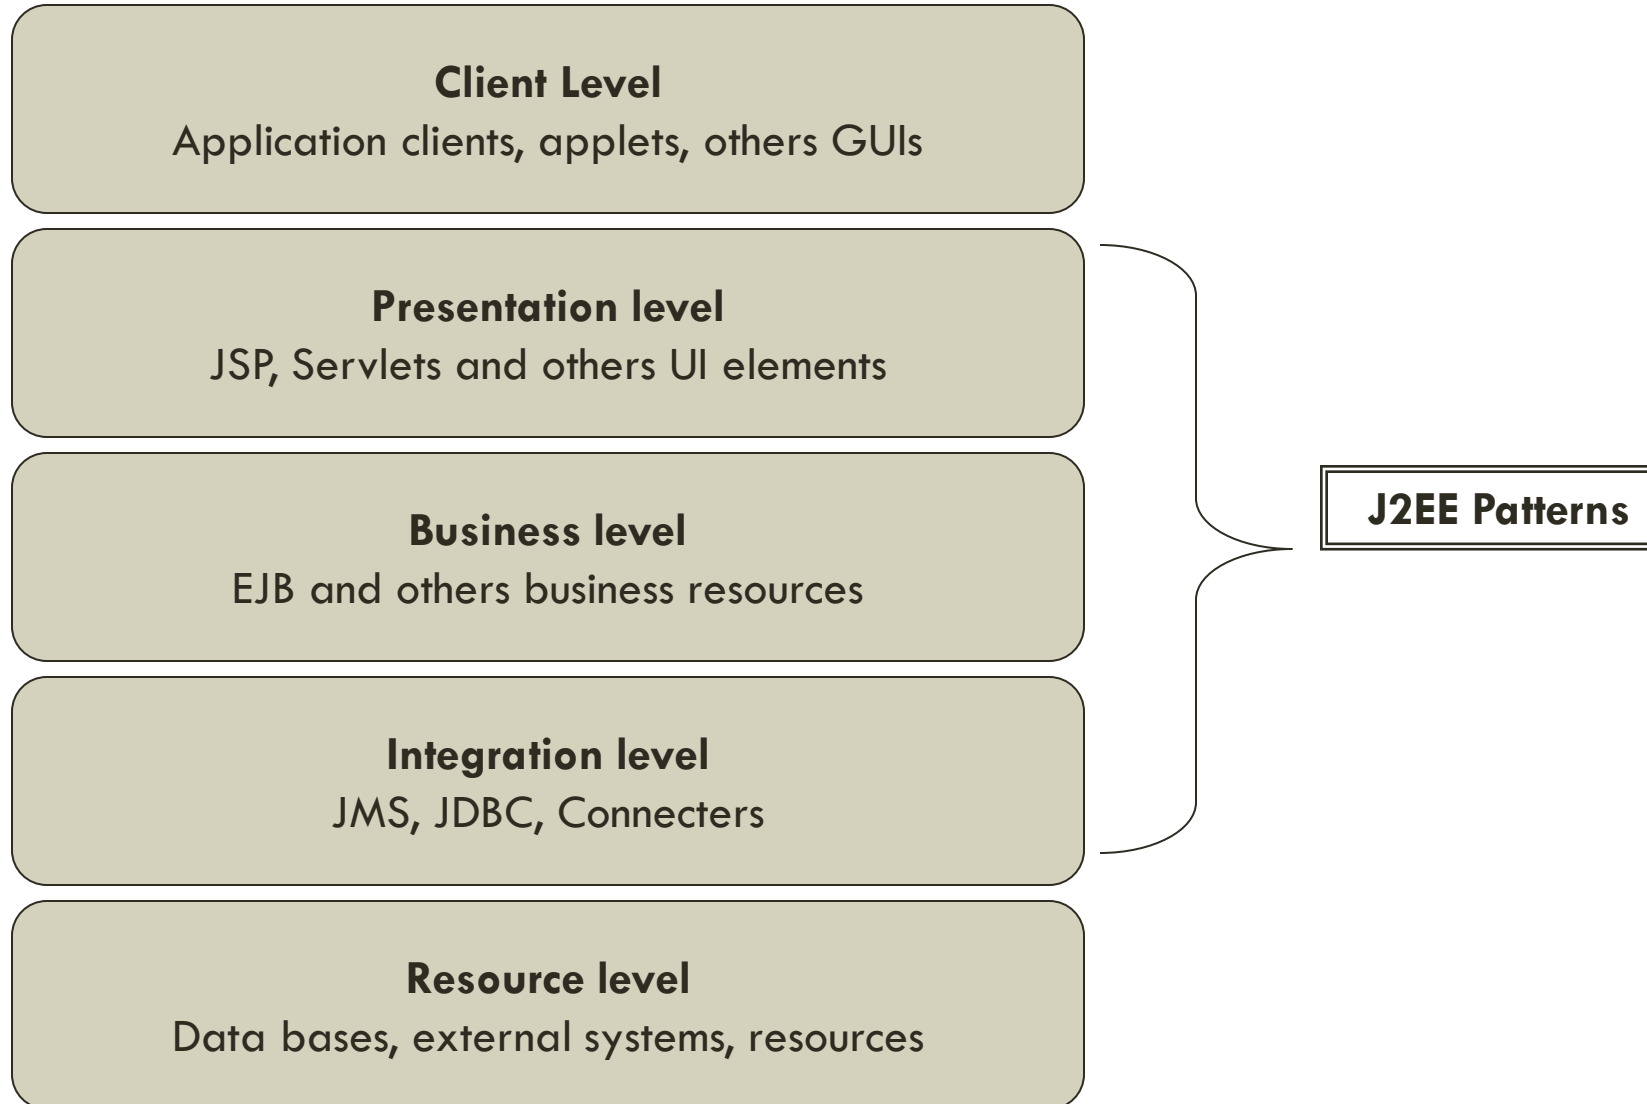 Client Level
Application clients, applets, others GUIs
Presentation level
JSP, Servlets and others UI elements
Business level
EJB and others business resources
J2EE Patterns
Integration level
JMS, JDBC, Connecters
Resource level
Data bases, external systems, resources